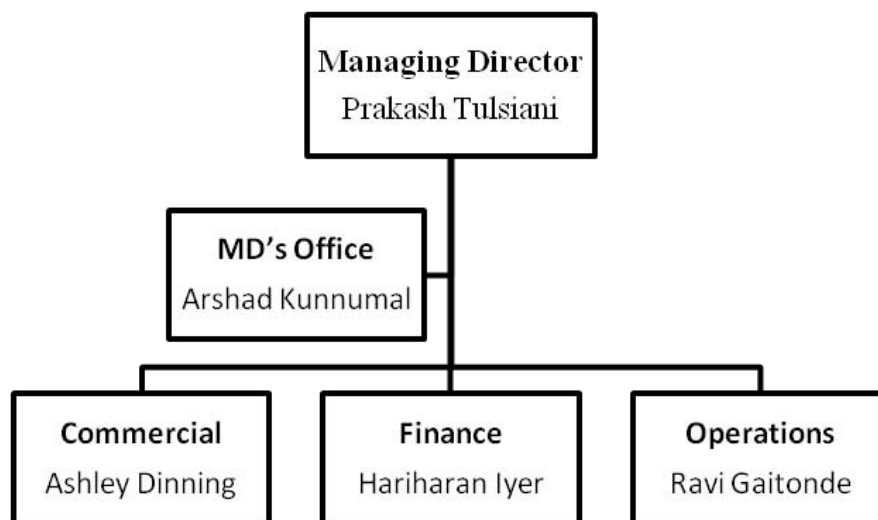 Managing Director
Prakash Tulsiani
MD’s Office
Arshad Kunnumal
Commercial
Ashley Dinning
Finance
Hariharan Iyer
Operations
Ravi Gaitonde